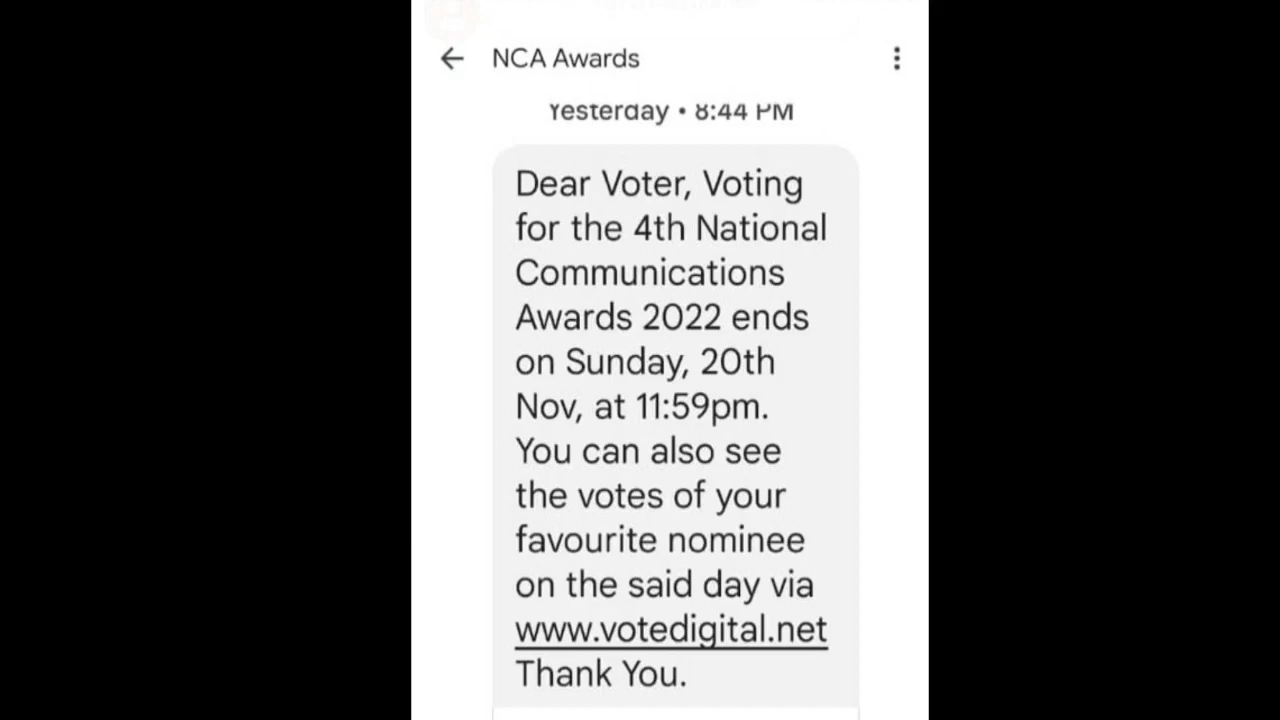 NCA Awards
Yesterday • 8:44 PM
Dear Voter, Voting
for the 4th National
Communications
Awards 2022 ends
on Sunday, 20th
Nov, at 11:59pm.
You can also see
the votes of your
favourite nominee
on the said day via
www.votedigital.net
Thank You.